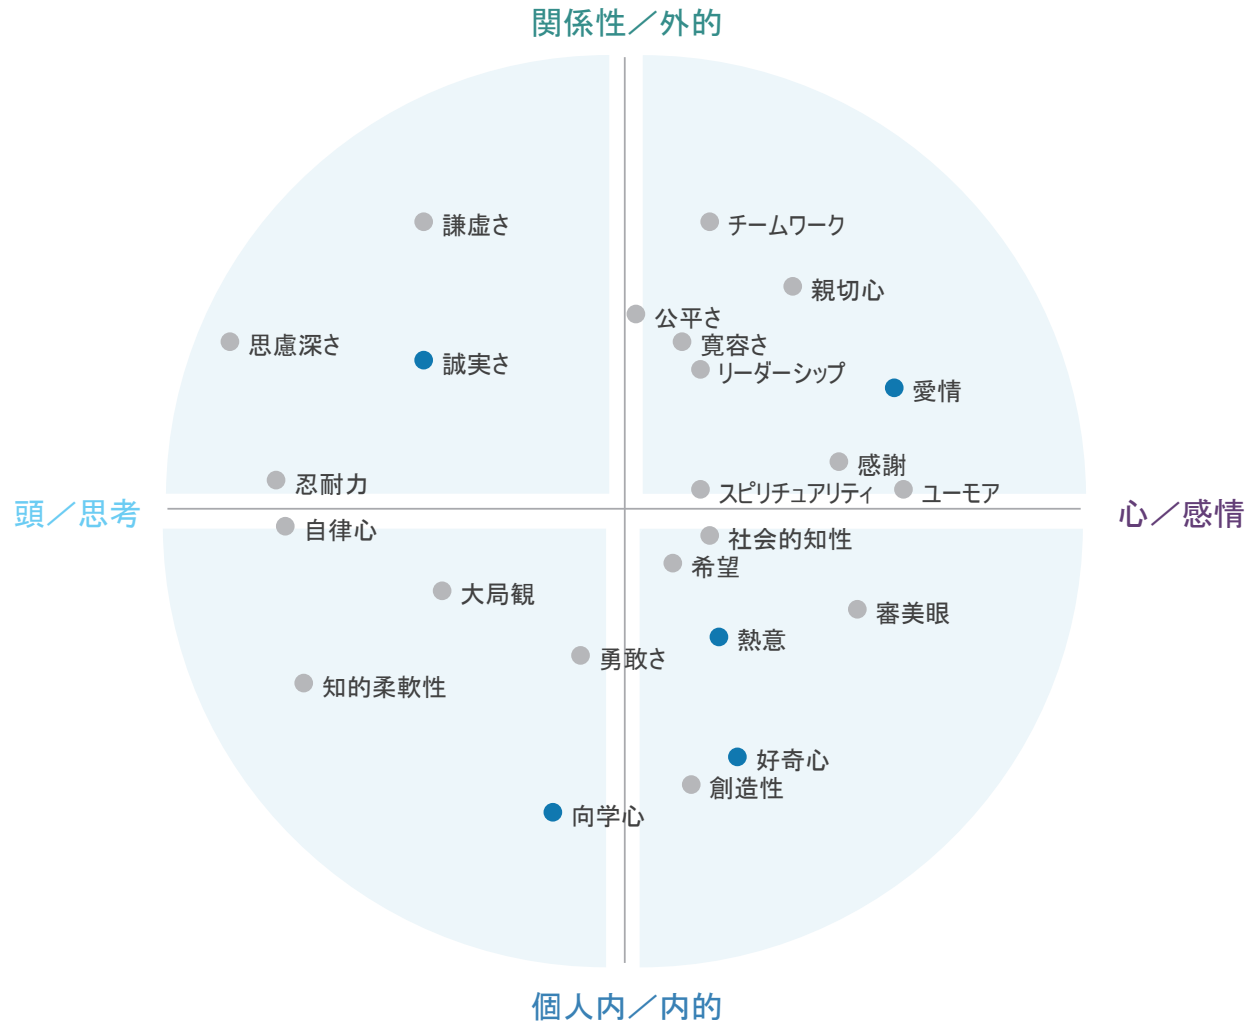 関係性／外的
謙虚さ
チームワーク
親切心
公平さ
思慮深さ
寛容さ
誠実さ
リーダーシップ
愛情
感謝
忍耐力
スピリチュアリティ
ユーモア
頭／思考
心／感情
自律心
社会的知性
希望
大局観
審美眼
熱意
勇敢さ
知的柔軟性
好奇心
創造性
向学心
個人内／内的